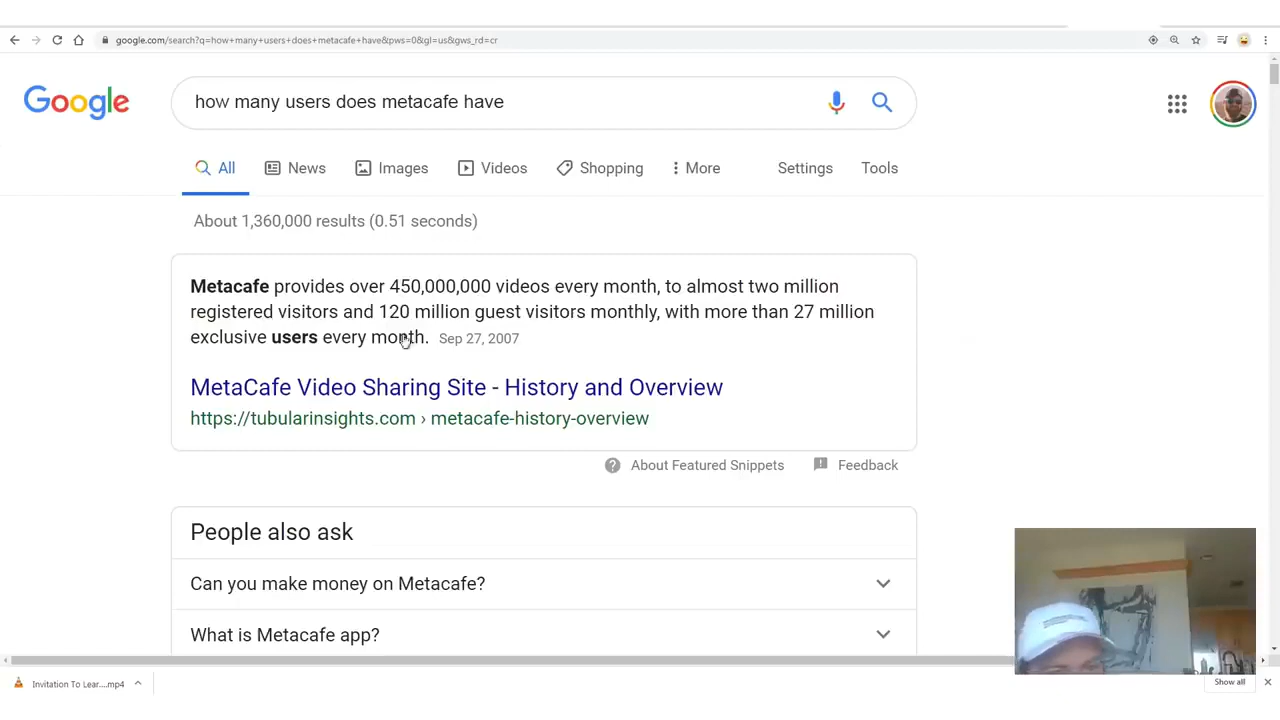 google.com/search?q=how+many+users+does+metacafe+have&pws=0&gl=us&gws_rd=cr
Google
how many users does metacafe have
All News Images Videos Shopping More Settings Tools
About 1,360,000 results (0.51 seconds)
Metacafe provides over 450,000,000 videos every month, to almost two million
registered visitors and 120 million guest visitors monthly, with more than 27 million
exclusive users every month. Sep 27, 2007
MetaCafe Video Sharing Site - History and Overview
https://tubularinsights.com › metacafe-history-overview
About Featured Snippets Feedback
People also ask
Can you make money on Metacafe?
What is Metacafe app?
Invitation To Lear....mp4
Show all